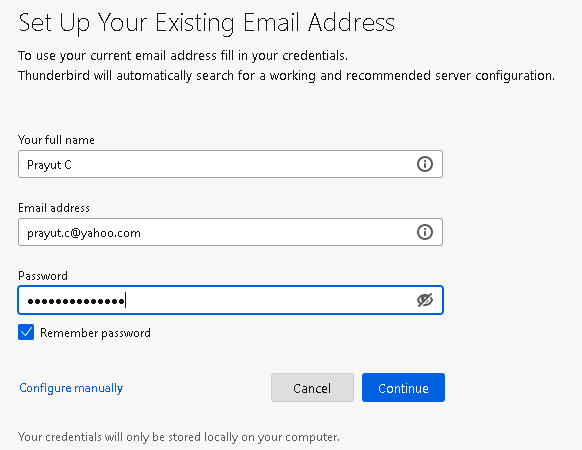 Set Up Your Existing Email Address
To use your current email address fill in your credentials.
Thunderbird will automatically search for a working and recommended server configuration.
Your full name
Prayut C
Email address
prayut.c@yahoo.com
Password
••••••••••••••
Remember password
Configure manually
Cancel
Continue
Your credentials will only be stored locally on your computer.